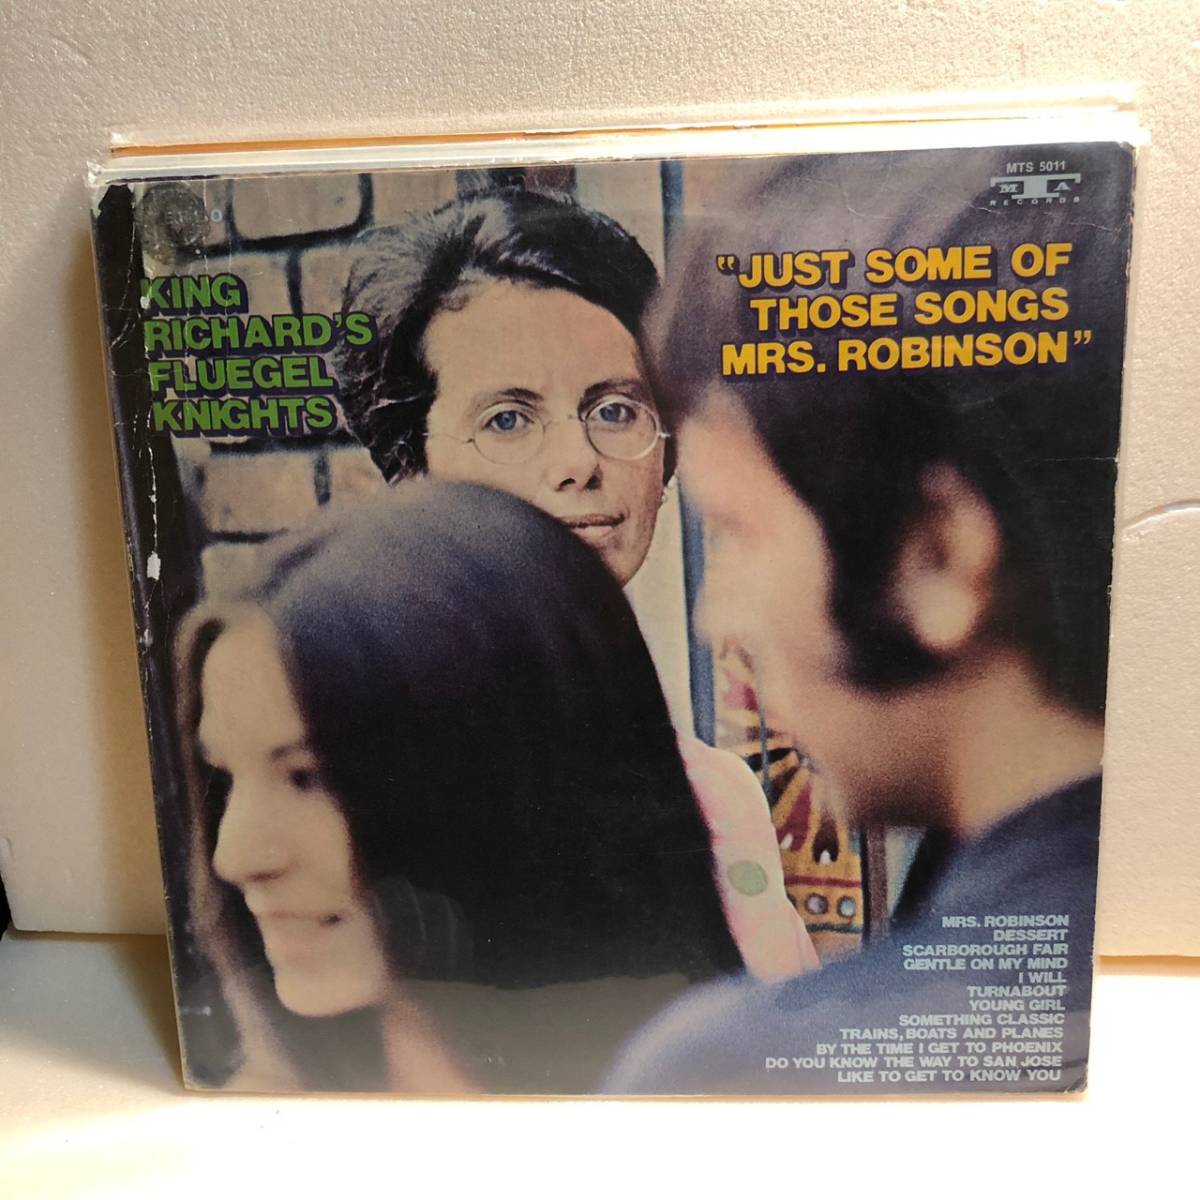 MTS 5011
MTA
RECORDS
KING
RICHARD'S
FLUEGEL
KNIGHTS
"JUST SOME OF
THOSE SONGS
MRS. ROBINSON"
MRS. ROBINSON
DESSERT
SCARBOROUGH FAIR
GENTLE ON MY MIND
I WILL
TURNABOUT
YOUNG GIRL
SOMETHING CLASSIC
TRAINS, BOATS AND PLANES
BY THE TIME I GET TO PHOENIX
DO YOU KNOW THE WAY TO SAN JOSE
LIKE TO GET TO KNOW YOU